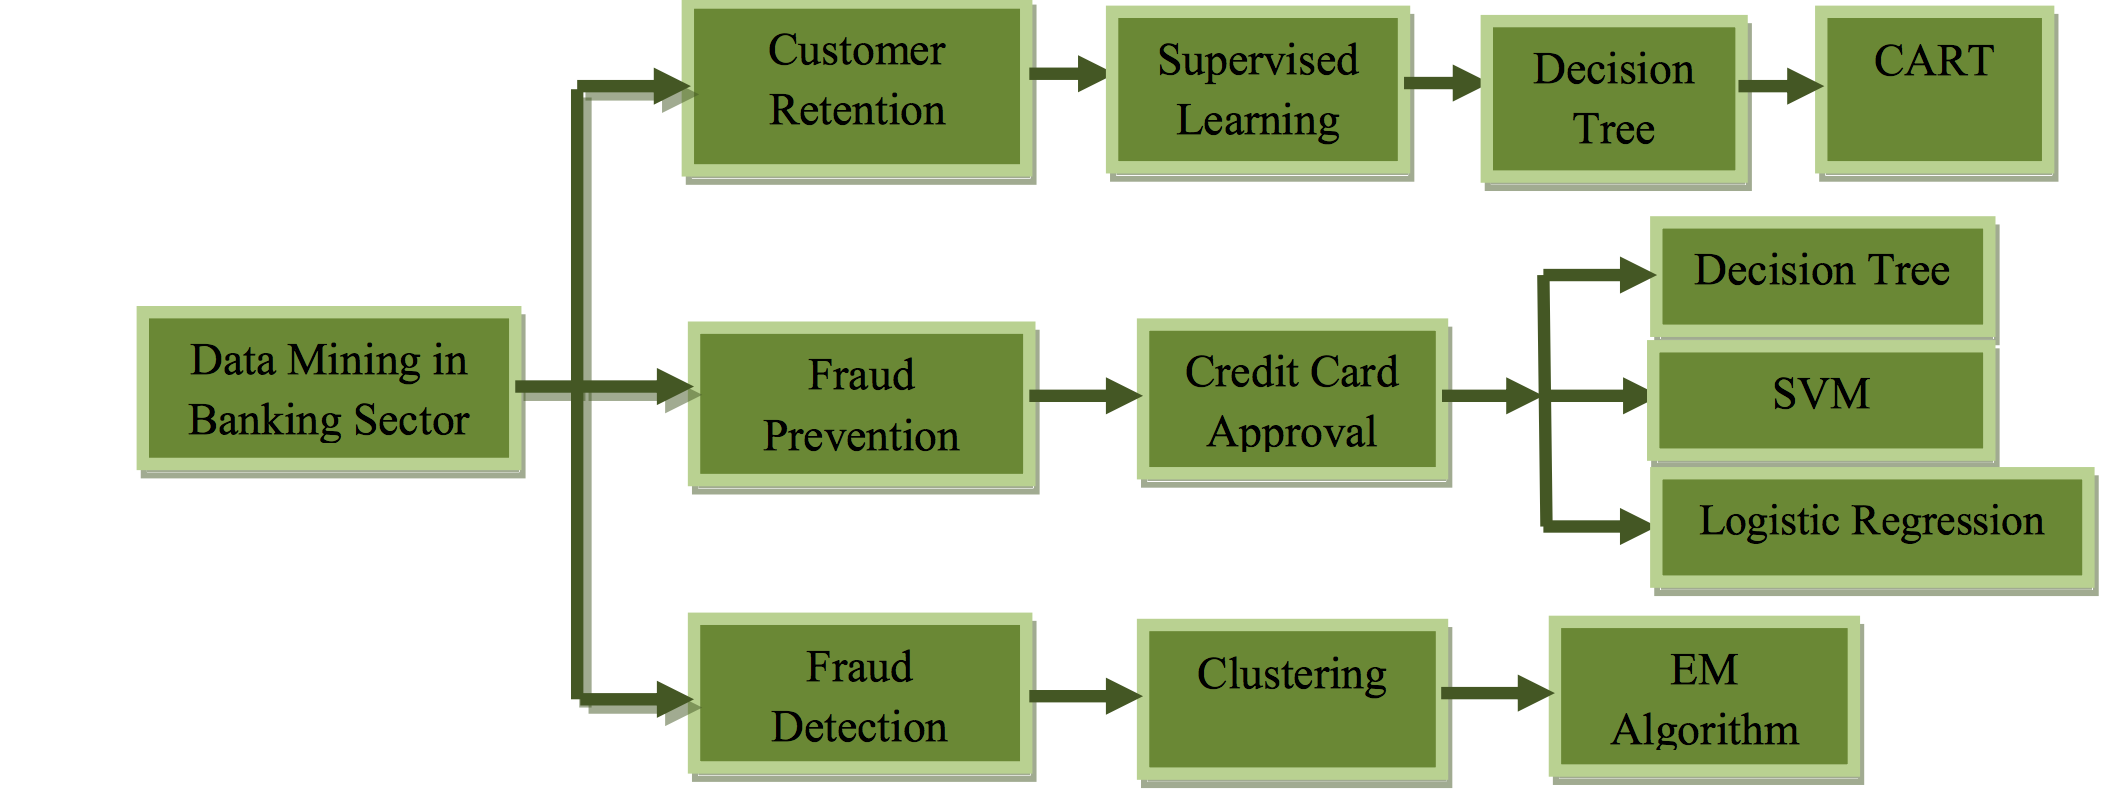 Customer
Retention
Supervised
Learning
Decision
Tree
CART
Data Mining in
Banking Sector
Fraud
Prevention
Credit Card
Approval
Decision Tree
SVM
Logistic Regression
Fraud
Detection
Clustering
EM
Algorithm